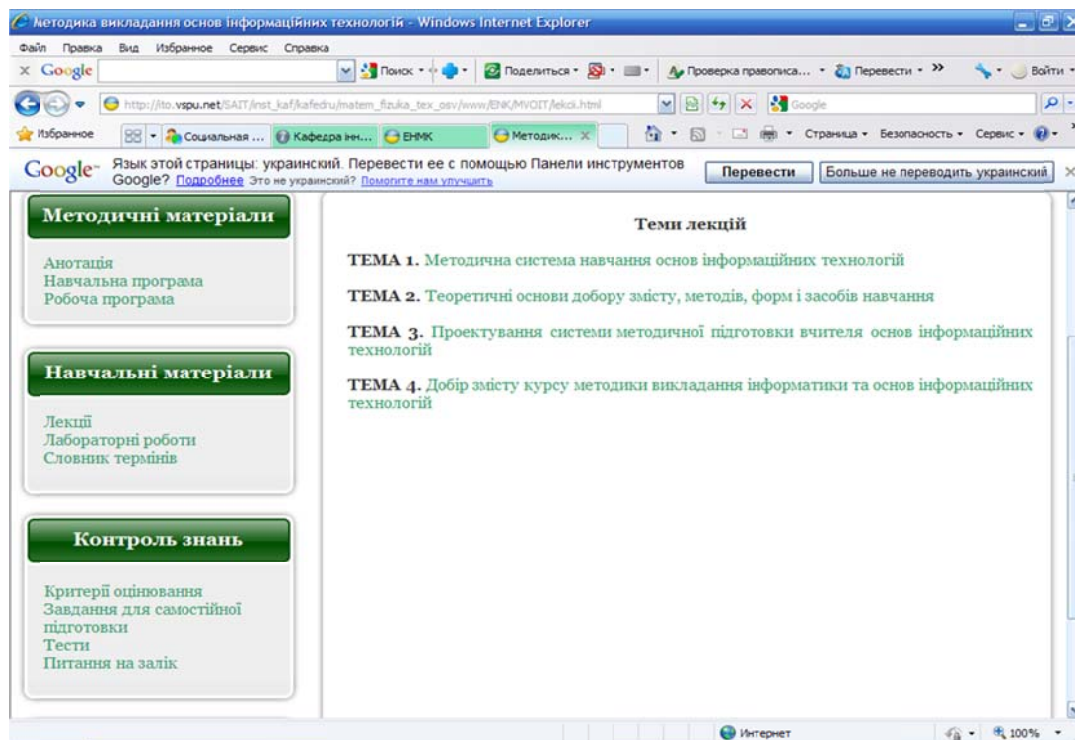 Методика викладання основ інформаційних технологій - Windows Internet Explorer
Файл Правка Вид Избранное Сервис Справка
Google Поиск Поделиться Проверка правописа... Перевести Войти
http://ito.vspu.net/SAIT/inst_kaf/kafedru/matem_fizuka_tex_osv/www/ENK/MVOIT/lekcii.html Google
Избранное Социальная ... Кафедра інн... ЕНМК Методик... Страница Безопасность Сервис
Google Язык этой страницы: украинский. Перевести ее с помощью Панели инструментов
Google? Подробнее Это не украинский? Помогите нам улучшить
Перевести Больше не переводить украинский
Методичні матеріали
Анотація
Навчальна програма
Робоча програма
Навчальні матеріали
Лекції
Лабораторні роботи
Словник термінів
Контроль знань
Критерії оцінювання
Завдання для самостійної
підготовки
Тести
Питання на залік
Теми лекцій
ТЕМА 1. Методична система навчання основ інформаційних технологій
ТЕМА 2. Теоретичні основи добору змісту, методів, форм і засобів навчання
ТЕМА 3. Проектування системи методичної підготовки вчителя основ інформаційних
технологій
ТЕМА 4. Добір змісту курсу методики викладання інформатики та основ інформаційних
технологій
Интернет 100%